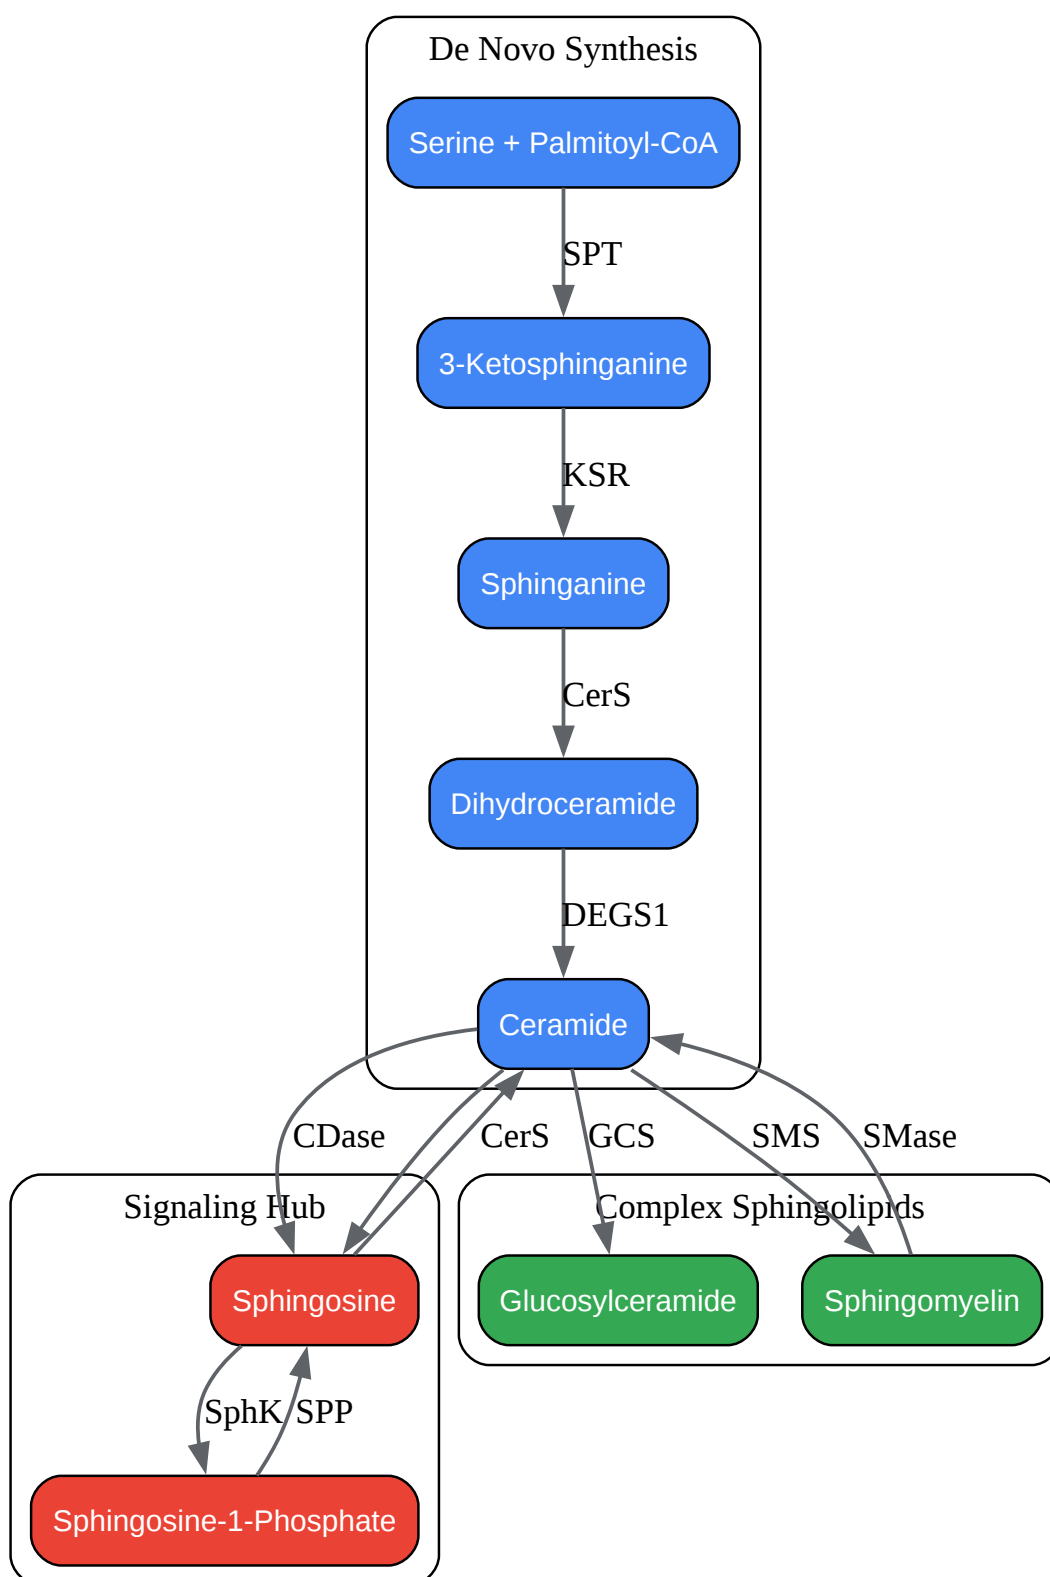 De Novo Synthesis
Serine + Palmitoyl-CoA
SPT
3-Ketosphinganine
KSR
Sphinganine
CerS
Dihydroceramide
DEGS1
Ceramide
CDase
CerS
GCS
SMS
SMase
Signaling Hub
Complex Sphingolipids
Sphingosine
Glucosylceramide
Sphingomyelin
SphK
SPP
Sphingosine-1-Phosphate